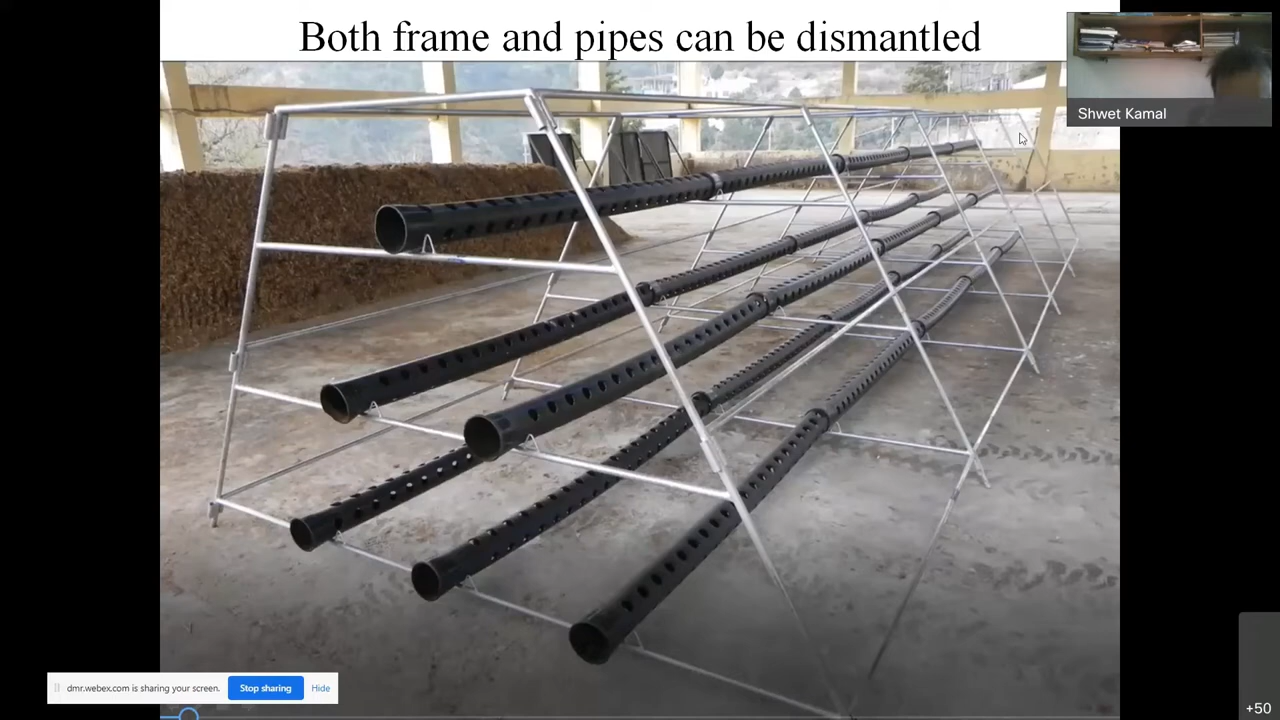 Both frame and pipes can be dismantled
Shwet Kamal
dmr.webex.com is sharing your screen.
Stop sharing
Hide
+50